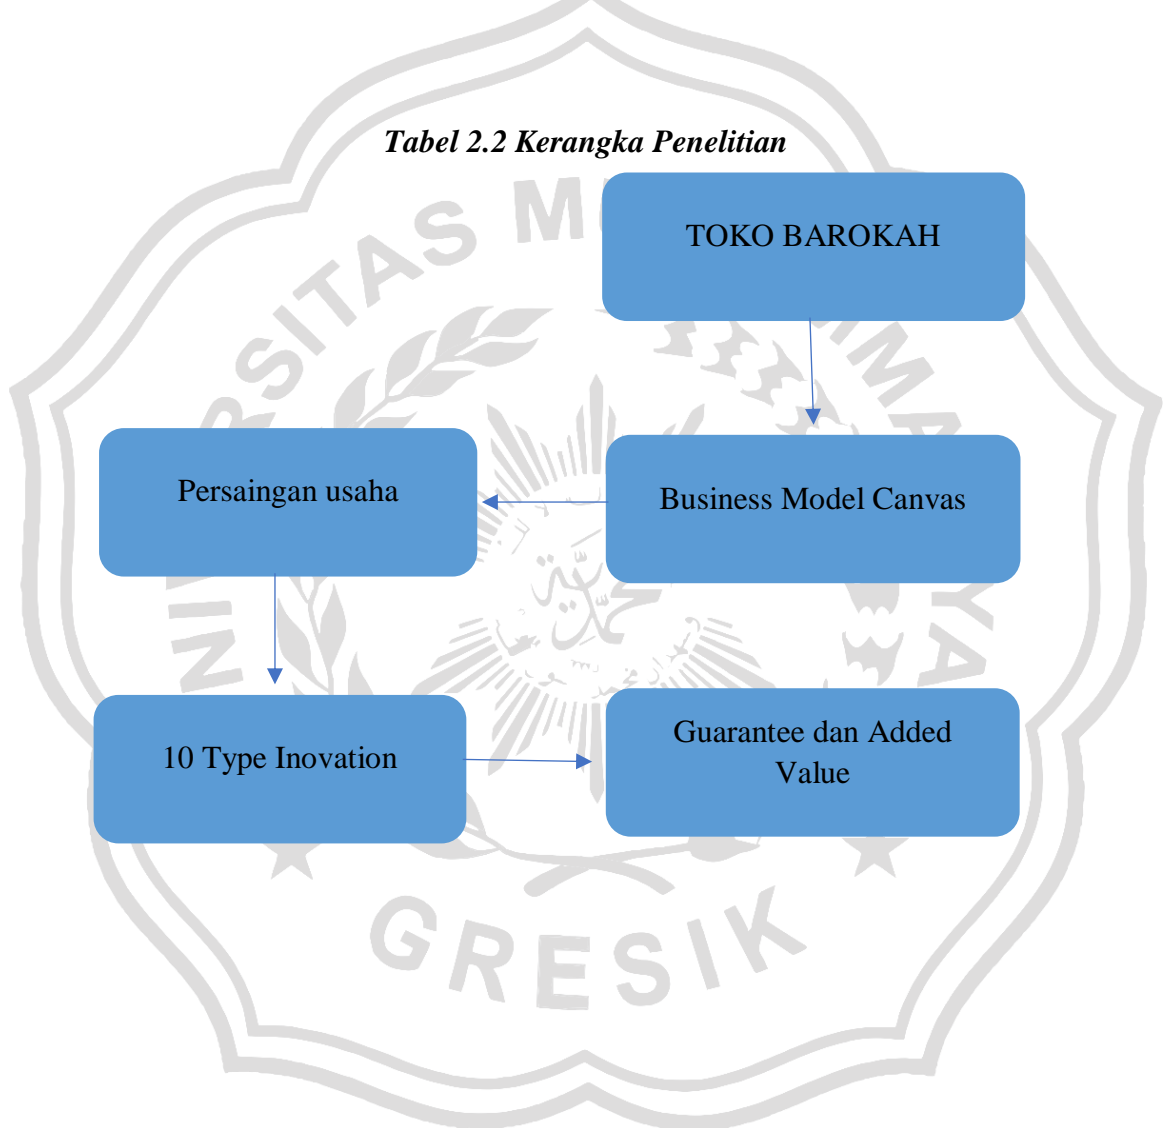 Tabel 2.2 Kerangka Penelitian
TOKO BAROKAH
Business Model Canvas
Persaingan usaha
10 Type Inovation
Guarantee dan Added
Value
GRESIK